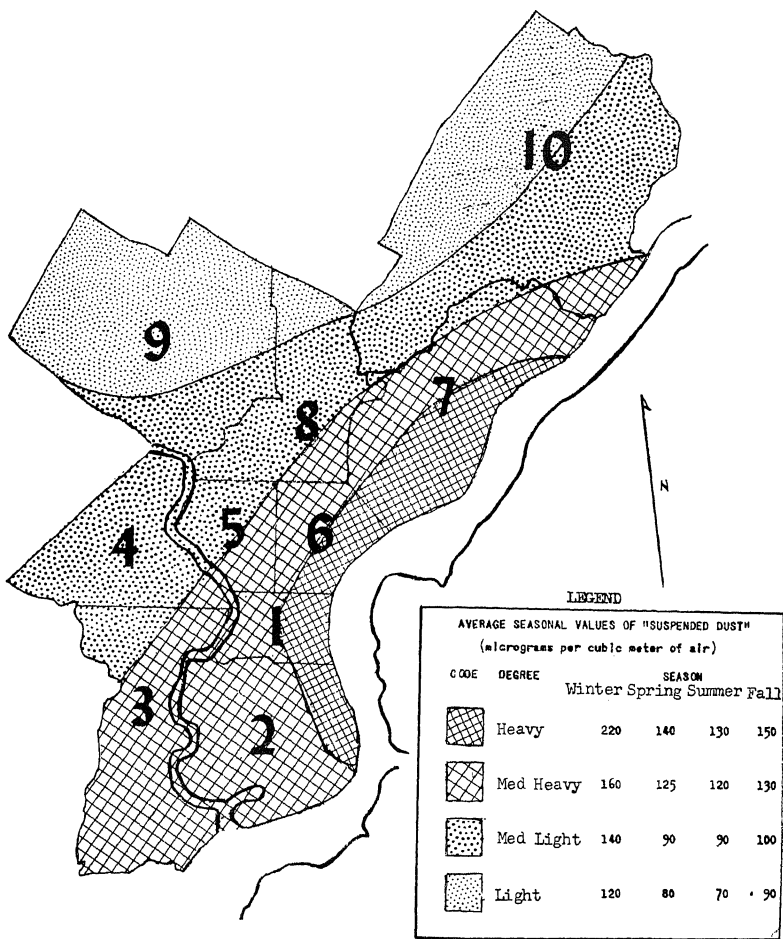 10
9
8
7
4
5
6
N
1
3
2
LEGEND
AVERAGE SEASONAL VALUES OF "SUSPENDED DUST"
(micrograms per cubic meter of air)
CODE DEGREE SEASON
Winter Spring Summer Fall
Heavy 220 140 130 150
Med Heavy 160 125 120 130
Med Light 140 90 90 100
Light 120 80 70 90